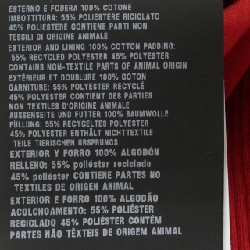 ESTERNO E FODERA 100% COTONE
IMBOTTITURA: 55% POLIESTERE RICICLATO
45% POLIESTERE CONTIENE PARTI NON
TESSILI DI ORIGINE ANIMALE
EXTERIOR AND LINING 100% COTTON PADDING:
55% RECYCLED POLYESTER 45% POLYESTER
CONTAINS NON-TEXTILE PARTS OF ANIMAL ORIGIN
EXTÉRIEUR ET DOUBLURE 100% COTON
GARNITURE: 55% POLYESTER RECYCLÉ
45% POLYESTER CONTIENT DES PARTIES
NON TEXTILES D'ORIGINE ANIMALE
AUSSENSEITE UND FUTTER 100% BAUMWOLLE
FÜLLUNG: 55% RECYCELTES POLYESTER
45% POLYESTER ENTHÄLT NICHTTEXTILE
TEILE TIERISCHEN URSPRUNGS
EXTERIOR Y FORRO 100% ALGODÓN
RELLENO: 55% poliéster reciclado
45% poliéster CONTIENE PARTES NO
TEXTILES DE ORIGEN ANIMAL
EXTERIOR E FORRO 100% ALGODÃO
ACOLCHOAMENTO: 55% POLIÉSTER
RECICLADO 45% POLIÉSTER CONTÉM
PARTES NÃO TÊXTEIS DE ORIGEM ANIMAL